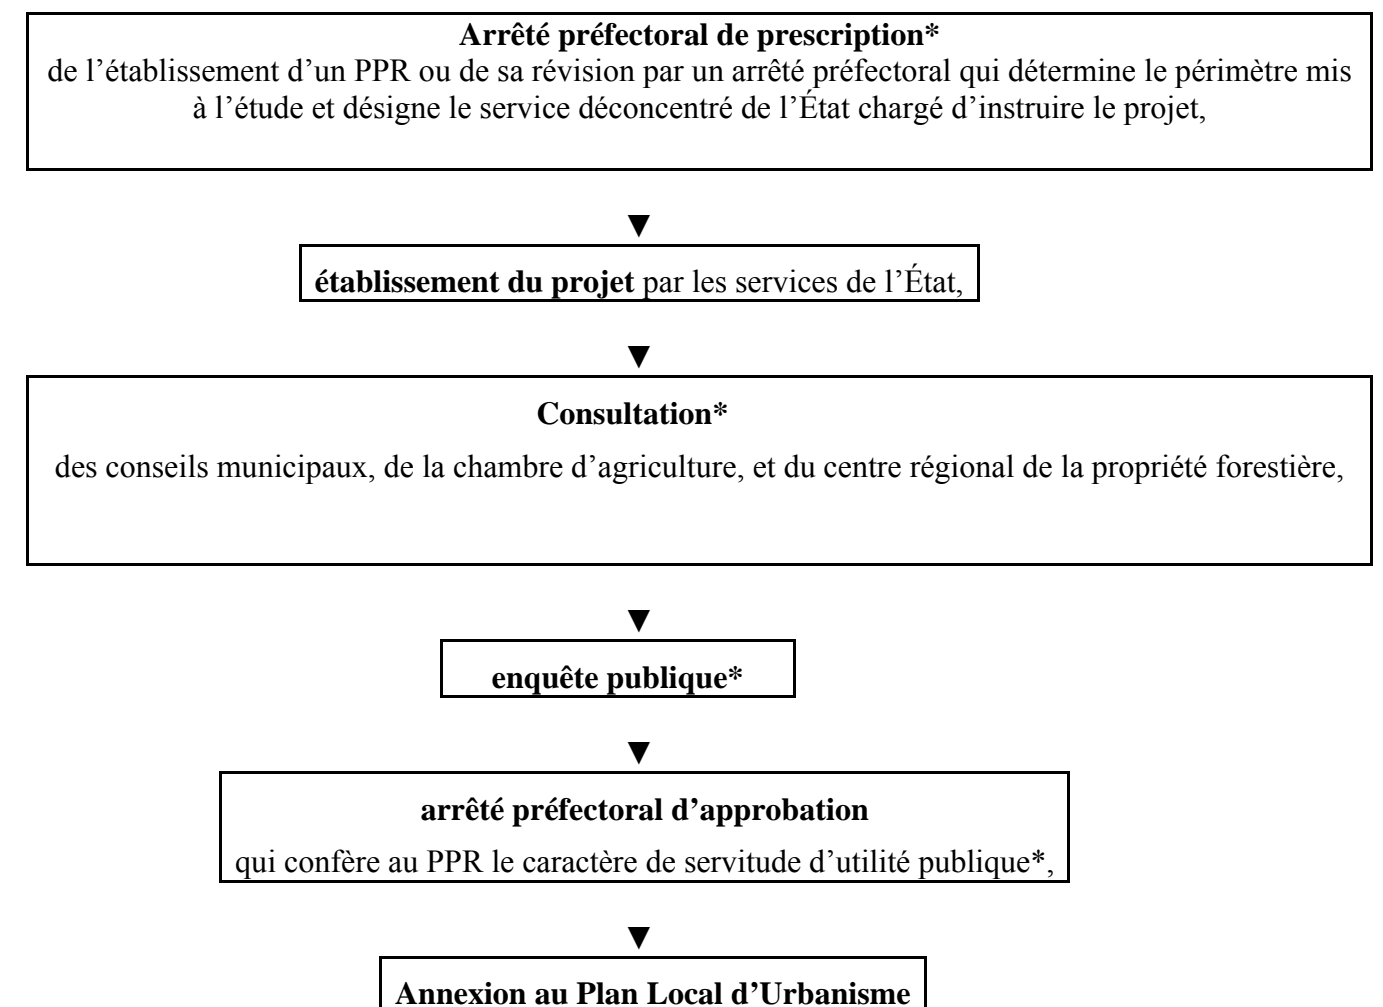 Arrêté préfectoral de prescription*
de l’établissement d’un PPR ou de sa révision par un arrêté préfectoral qui détermine le périmètre mis
à l’étude et désigne le service déconcentré de l’État chargé d’instruire le projet,
▼
établissement du projet par les services de l’État,
▼
Consultation*
des conseils municipaux, de la chambre d’agriculture, et du centre régional de la propriété forestière,
▼
enquête publique*
▼
arrêté préfectoral d’approbation
qui confère au PPR le caractère de servitude d’utilité publique*,
▼
Annexion au Plan Local d’Urbanisme